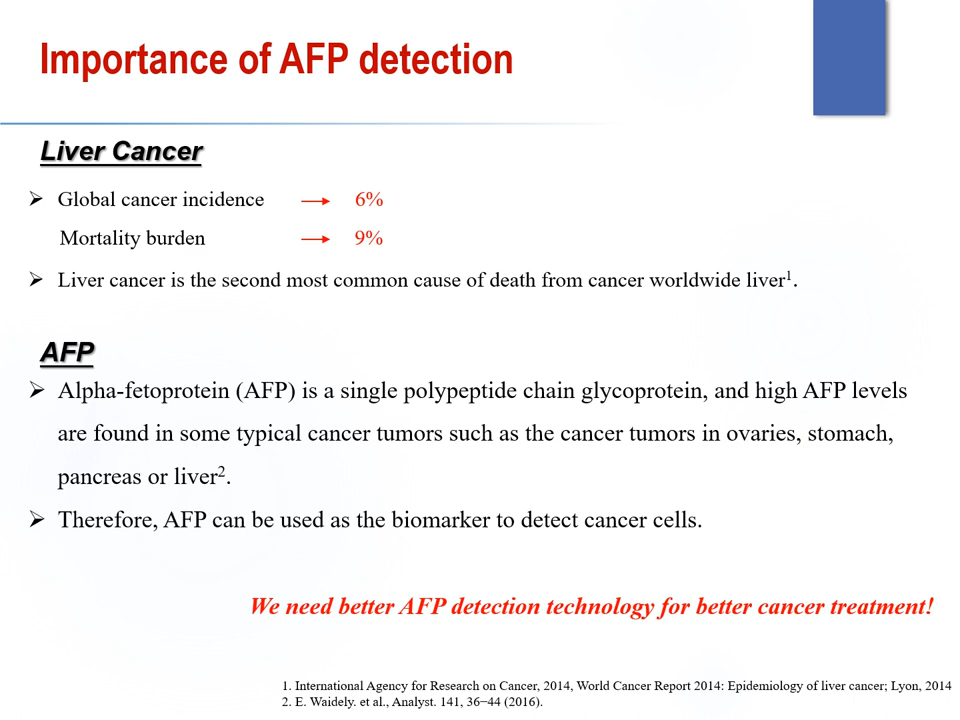 Importance of AFP detection
Liver Cancer
➢ Global cancer incidence → 6%
Mortality burden → 9%
➢ Liver cancer is the second most common cause of death from cancer worldwide liver¹.
AFP
➢ Alpha-fetoprotein (AFP) is a single polypeptide chain glycoprotein, and high AFP levels
are found in some typical cancer tumors such as the cancer tumors in ovaries, stomach,
pancreas or liver².
➢ Therefore, AFP can be used as the biomarker to detect cancer cells.
We need better AFP detection technology for better cancer treatment!
1. International Agency for Research on Cancer, 2014, World Cancer Report 2014: Epidemiology of liver cancer; Lyon, 2014
2. E. Waidely. et al., Analyst. 141, 36−44 (2016).